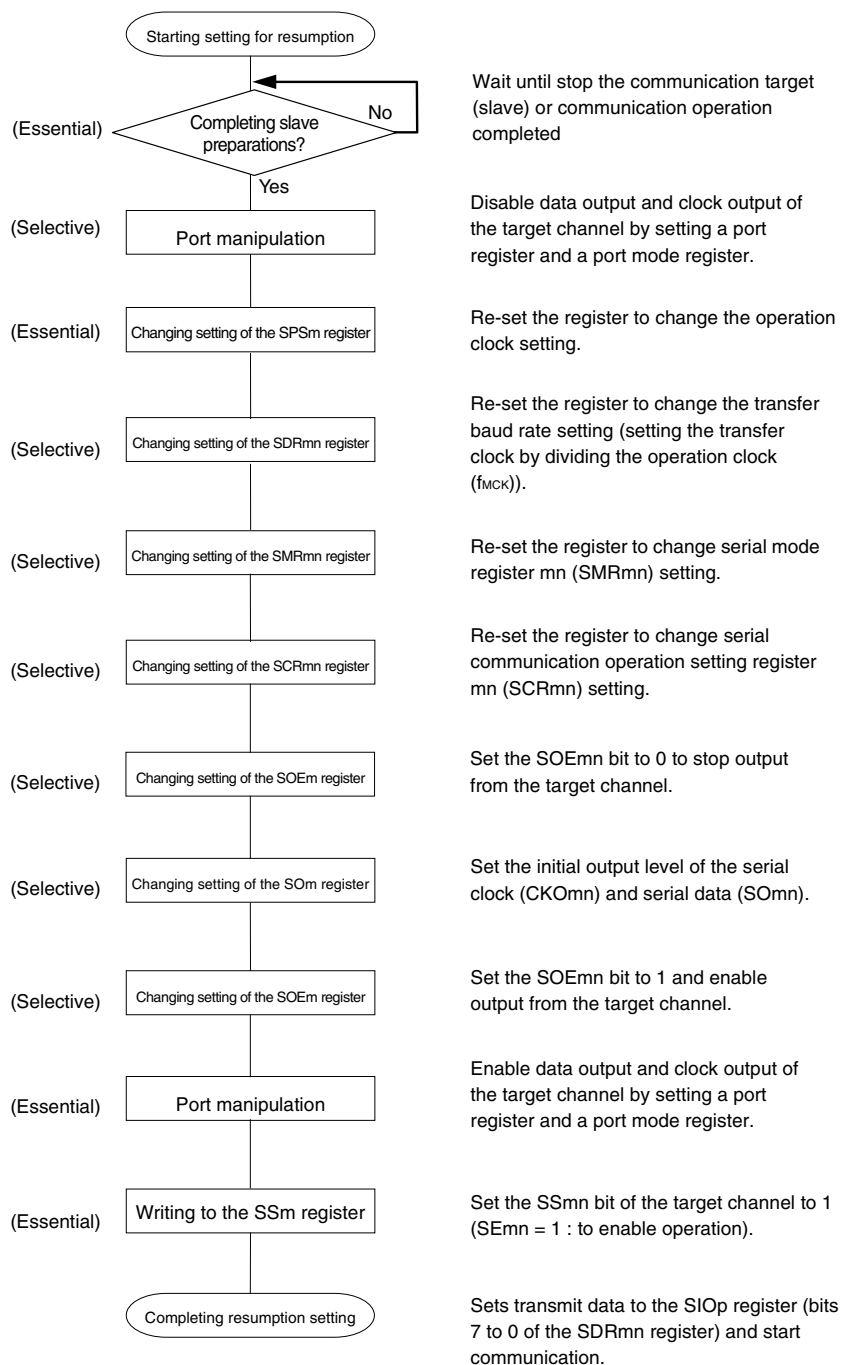 Starting setting for resumption
(Essential)
Completing slave
preparations?
No
Yes
Wait until stop the communication target
(slave) or communication operation
completed
(Selective)
Port manipulation
Disable data output and clock output of
the target channel by setting a port
register and a port mode register.
(Essential)
Changing setting of the SPSm register
Re-set the register to change the operation
clock setting.
(Selective)
Changing setting of the SDRmn register
Re-set the register to change the transfer
baud rate setting (setting the transfer
clock by dividing the operation clock
(fMCK)).
(Selective)
Changing setting of the SMRmn register
Re-set the register to change serial mode
register mn (SMRmn) setting.
(Selective)
Changing setting of the SCRmn register
Re-set the register to change serial
communication operation setting register
mn (SCRmn) setting.
(Selective)
Changing setting of the SOEm register
Set the SOEmn bit to 0 to stop output
from the target channel.
(Selective)
Changing setting of the SOm register
Set the initial output level of the serial
clock (CKOmn) and serial data (SOmn).
(Selective)
Changing setting of the SOEm register
Set the SOEmn bit to 1 and enable
output from the target channel.
(Essential)
Port manipulation
Enable data output and clock output of
the target channel by setting a port
register and a port mode register.
(Essential)
Writing to the SSm register
Set the SSmn bit of the target channel to 1
(SEmn = 1 : to enable operation).
Completing resumption setting
Sets transmit data to the SIOp register (bits
7 to 0 of the SDRmn register) and start
communication.